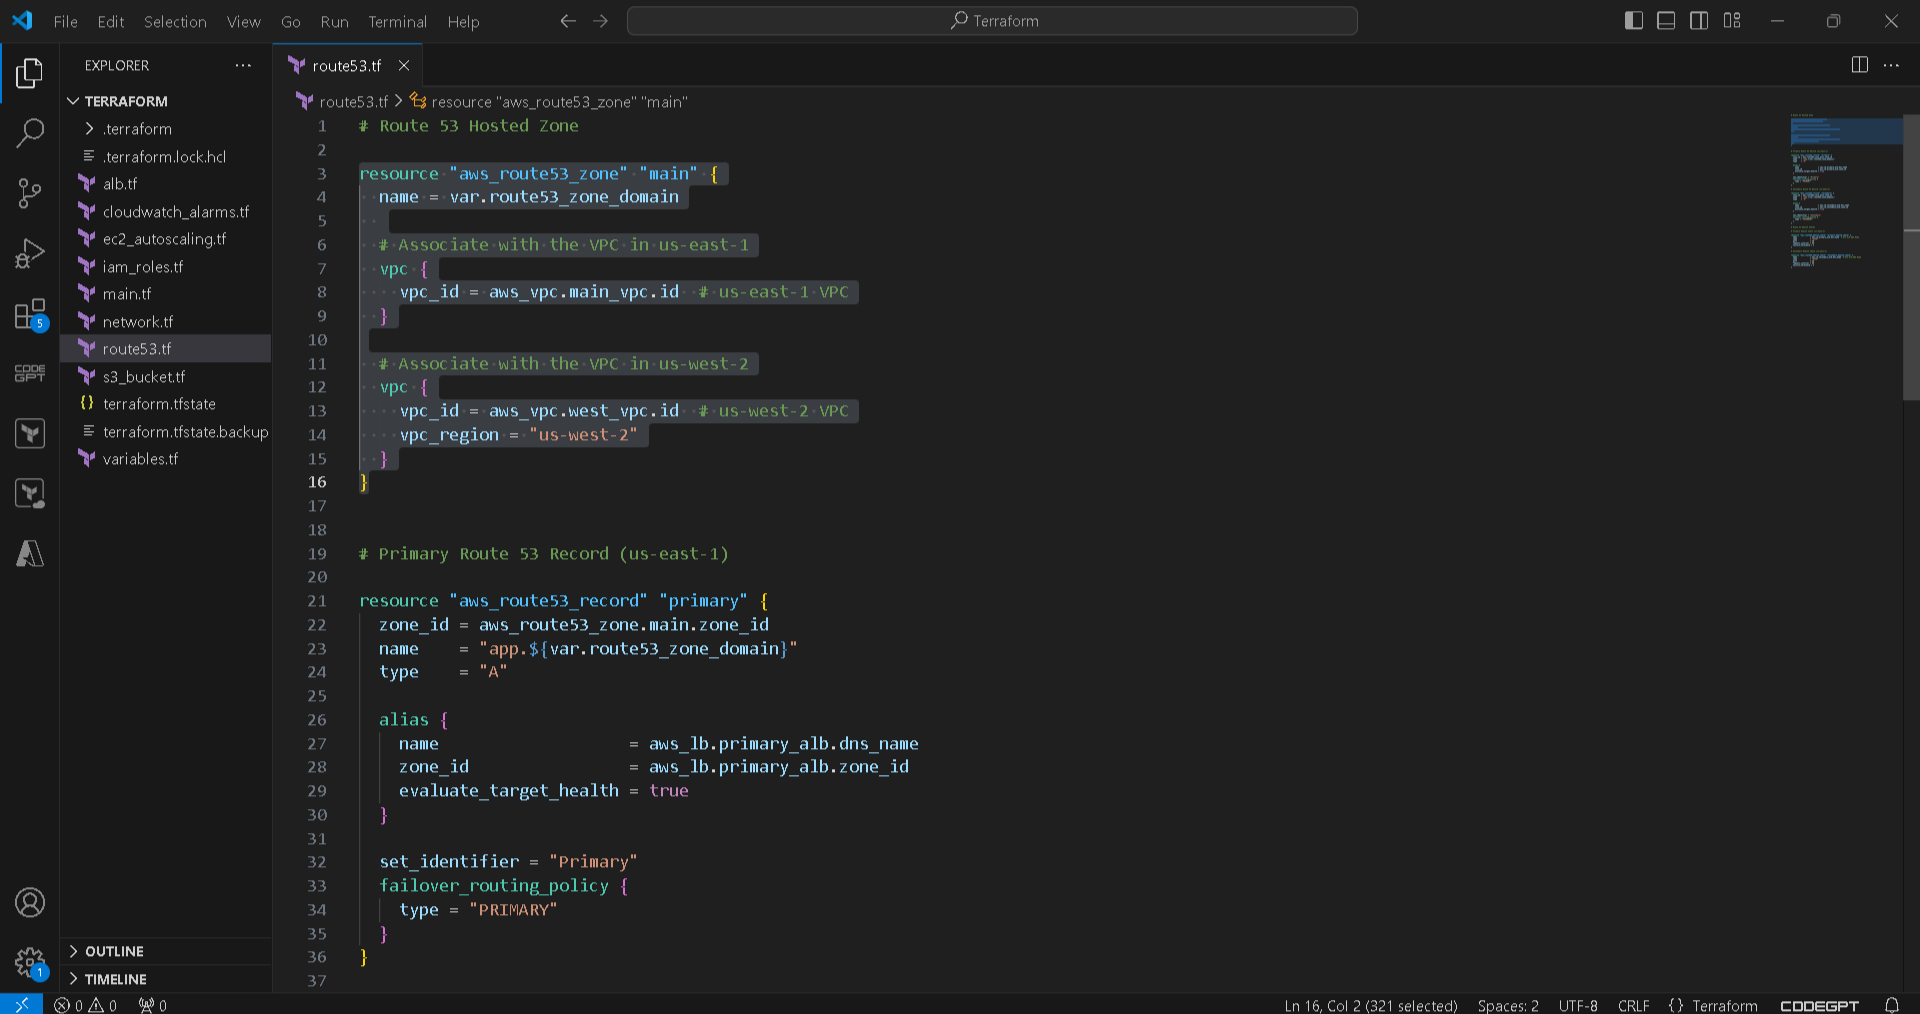 File Edit Selection View Go Run Terminal Help
Terraform
EXPLORER
TERRAFORM
.terraform
.terraform.lock.hcl
alb.tf
cloudwatch_alarms.tf
ec2_autoscaling.tf
iam_roles.tf
main.tf
network.tf
route53.tf
s3_bucket.tf
{} terraform.tfstate
terraform.tfstate.backup
variables.tf
OUTLINE
TIMELINE
5
CODE
GPT
1
route53.tf
route53.tf > resource "aws_route53_zone" "main"
1 # Route 53 Hosted Zone
2
3 resource "aws_route53_zone" "main" {
4 name = var.route53_zone_domain
5
6 # Associate with the VPC in us-east-1
7 vpc {
8 vpc_id = aws_vpc.main_vpc.id # us-east-1 VPC
9 }
10
11 # Associate with the VPC in us-west-2
12 vpc {
13 vpc_id = aws_vpc.west_vpc.id # us-west-2 VPC
14 vpc_region = "us-west-2"
15 }
16 }
17
18
19 # Primary Route 53 Record (us-east-1)
20
21 resource "aws_route53_record" "primary" {
22 zone_id = aws_route53_zone.main.zone_id
23 name = "app.${var.route53_zone_domain}"
24 type = "A"
25
26 alias {
27 name = aws_lb.primary_alb.dns_name
28 zone_id = aws_lb.primary_alb.zone_id
29 evaluate_target_health = true
30 }
31
32 set_identifier = "Primary"
33 failover_routing_policy {
34 type = "PRIMARY"
35 }
36 }
37
0 0 0
Ln 16, Col 2 (321 selected) Spaces: 2 UTF-8 CRLF {} Terraform CODEGPT